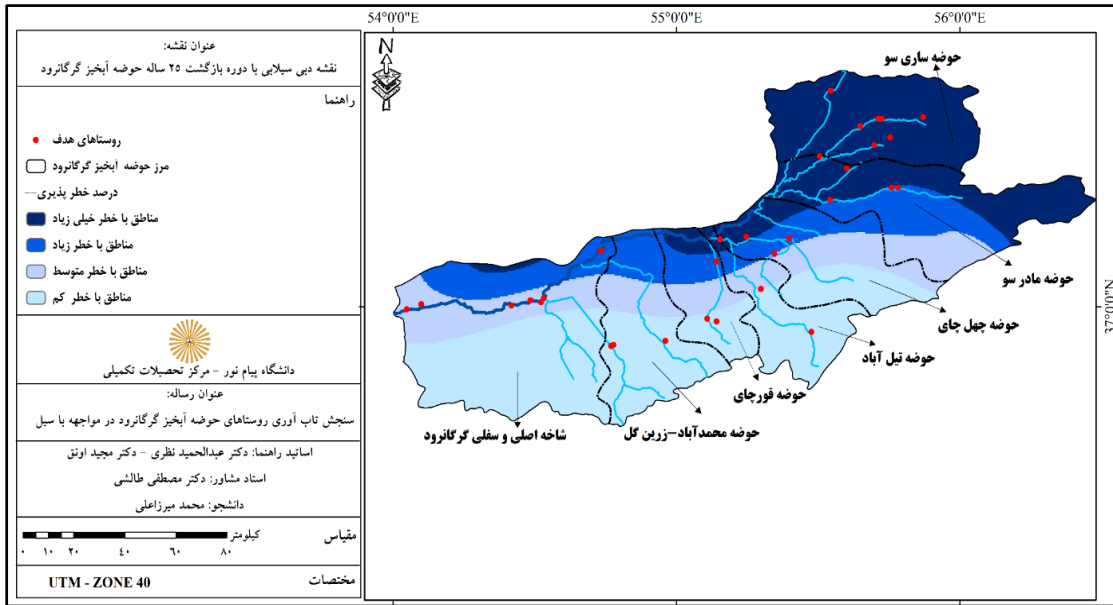 عنوان نقشه:
نقشه دبی سیلابی با دوره بازگشت ۲۵ ساله حوضه آبخیز گرگانرود
راهنما
روستاهای هدف
مرز حوضه آبخیز گرگانرود
درصد خطر پذیری
مناطق با خطر خیلی زیاد
مناطق با خطر زیاد
مناطق با خطر متوسط
مناطق با خطر کم
دانشگاه پیام نور - مرکز تحصیلات تکمیلی
عنوان رساله:
سنجش تاب آوری روستاهای حوضه آبخیز گرگانرود در مواجهه با سیل
اساتید راهنما: دکتر عبدالحمید نظری - دکتر مجید اونق
استاد مشاور: دکتر مصطفی طالشی
دانشجو: محمد میرزاعلی
مقیاس
کیلومتر
۰ ۱۰ ۲۰ ۴۰ ۶۰ ۸۰
مختصات
UTM - ZONE 40
54°0'0"E
55°0'0"E
56°0'0"E
N
37°0'0"N
حوضه ساری سو
حوضه مادر سو
حوضه چهل چای
حوضه تیل آباد
حوضه قورچای
حوضه محمدآباد-زرین گل
شاخه اصلی و سفلی گرگانرود